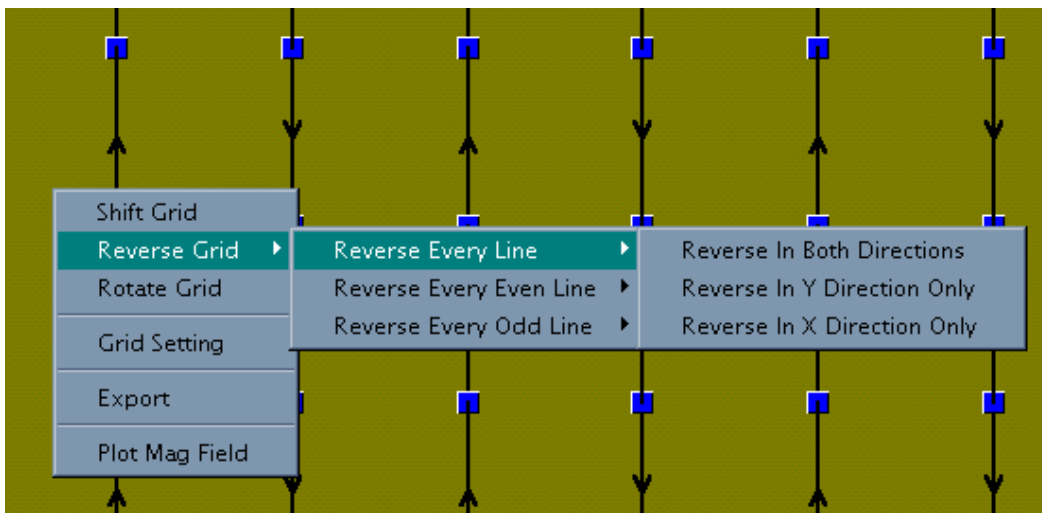 Shift Grid
Reverse Grid
Rotate Grid
Grid Setting
Export
Plot Mag Field
Reverse Every Line
Reverse Every Even Line
Reverse Every Odd Line
Reverse In Both Directions
Reverse In Y Direction Only
Reverse In X Direction Only